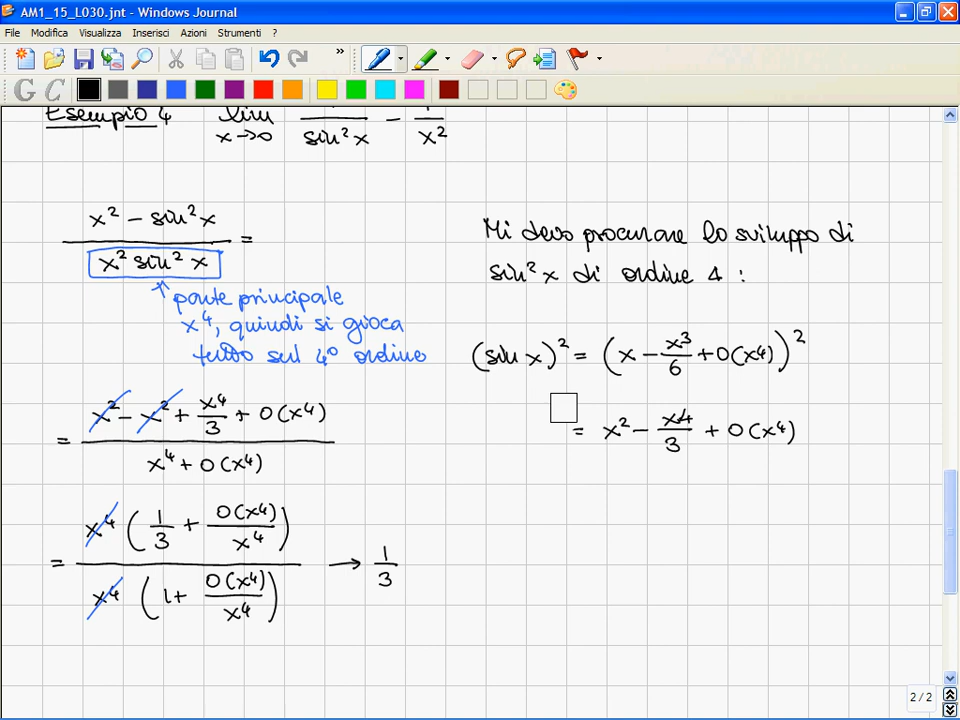 AM1_15_L030.jnt - Windows Journal
File Modifica Visualizza Inserisci Azioni Strumenti ?
G C
Esempio 4 lim x→0 1/sin²x - 1/x²
x² - sin²x / x² sin²x =
parte principale
x⁴, quindi si gioca
tutto sul 4° ordine
= x² - x² + x⁴/3 + o(x⁴) / x⁴ + o(x⁴)
= x⁴ (1/3 + o(x⁴)/x⁴) / x⁴ (1 + o(x⁴)/x⁴) → 1/3
Mi devo procurare lo sviluppo di
sin²x di ordine 4 :
(sin x)² = (x - x³/6 + o(x⁴))²
= x² - x⁴/3 + o(x⁴)
2 / 2